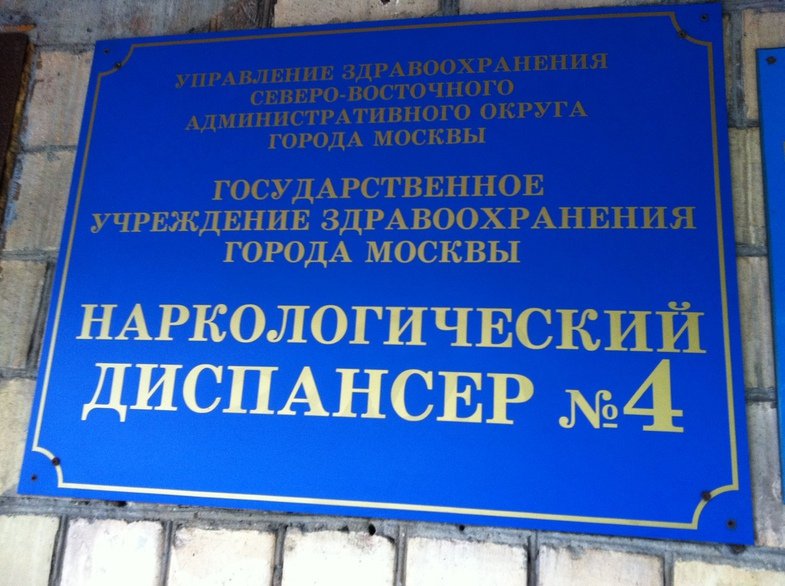 УПРАВЛЕНИЕ ЗДРАВООХРАНЕНИЯ
СЕВЕРО-ВОСТОЧНОГО
АДМИНИСТРАТИВНОГО ОКРУГА
ГОРОДА МОСКВЫ
ГОСУДАРСТВЕННОЕ
УЧРЕЖДЕНИЕ ЗДРАВООХРАНЕНИЯ
ГОРОДА МОСКВЫ
НАРКОЛОГИЧЕСКИЙ
ДИСПАНСЕР №4